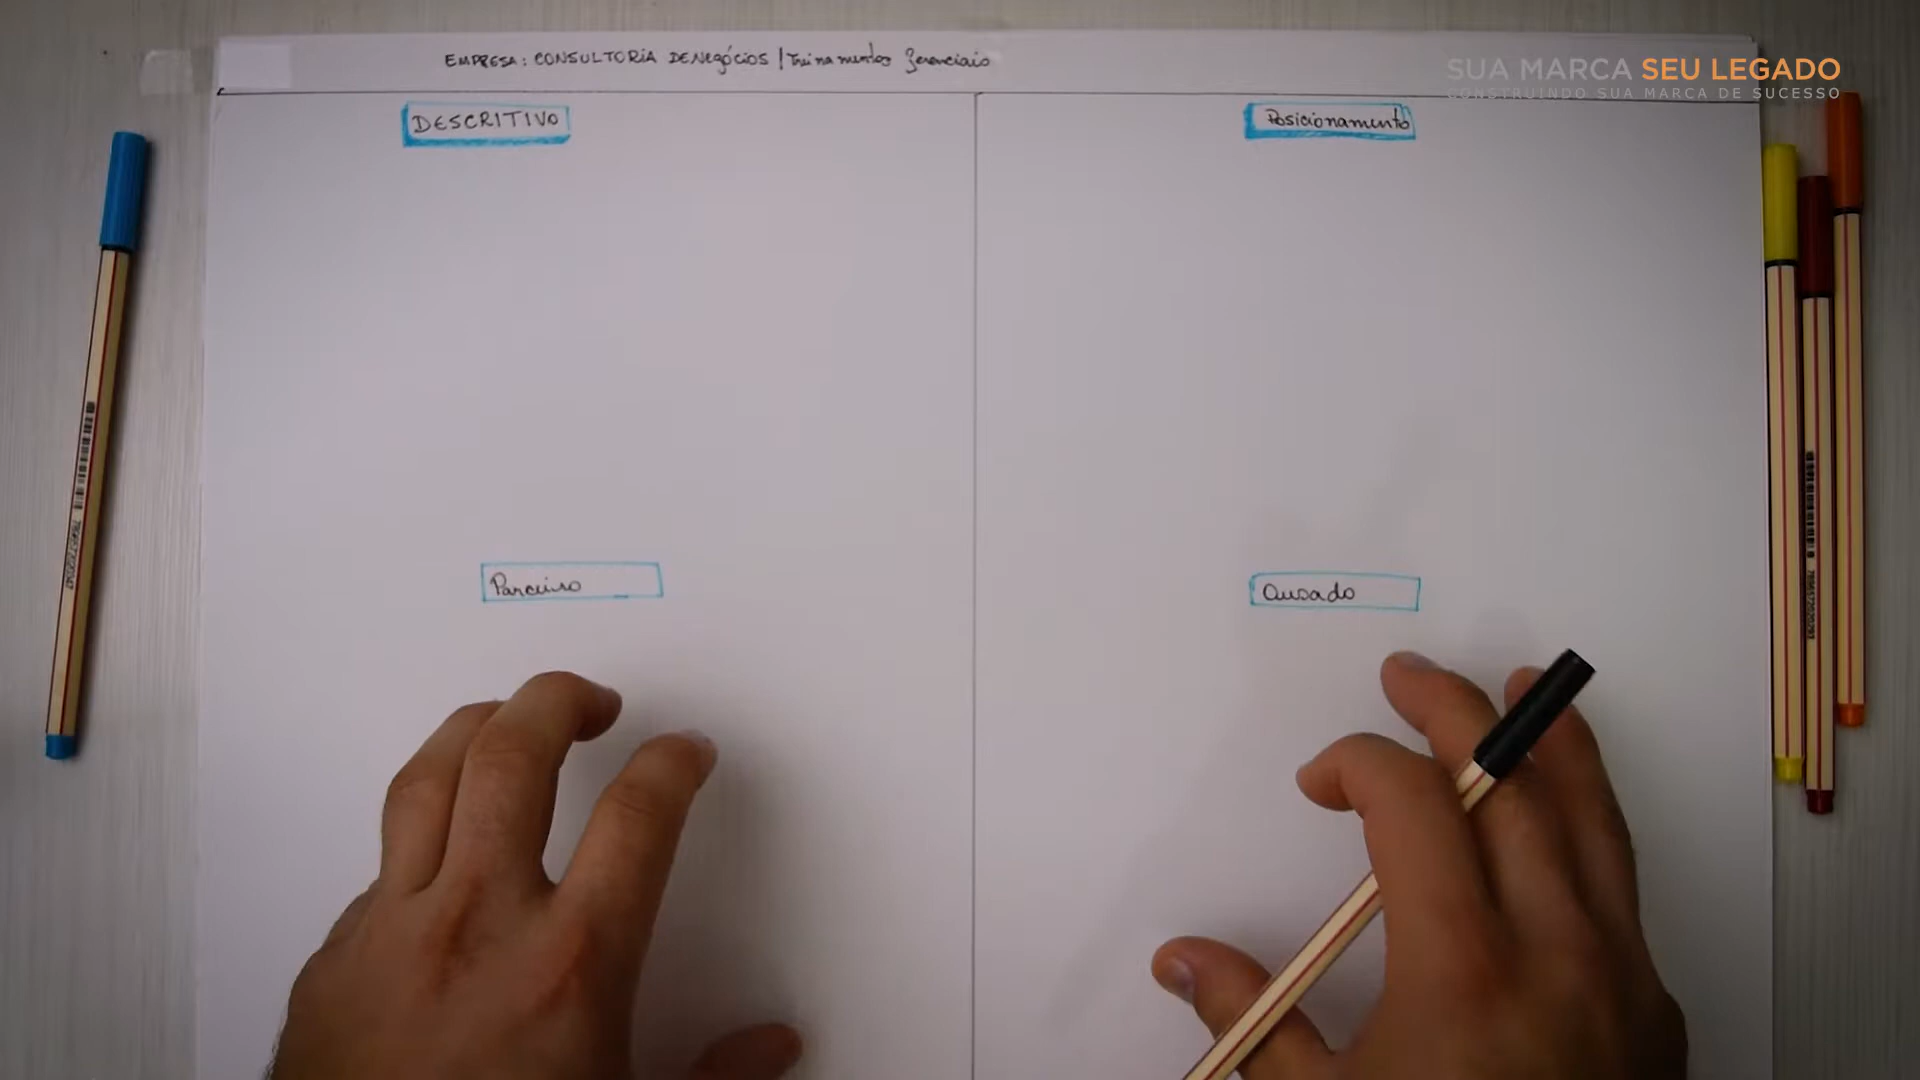 EMPRESA: CONSULTORIA DE NEGÓCIOS / Treinamentos Gerenciais
SUA MARCA SEU LEGADO
CONSTRUINDO SUA MARCA DE SUCESSO
DESCRITIVO
Posicionamento
Parceiro
Ousado